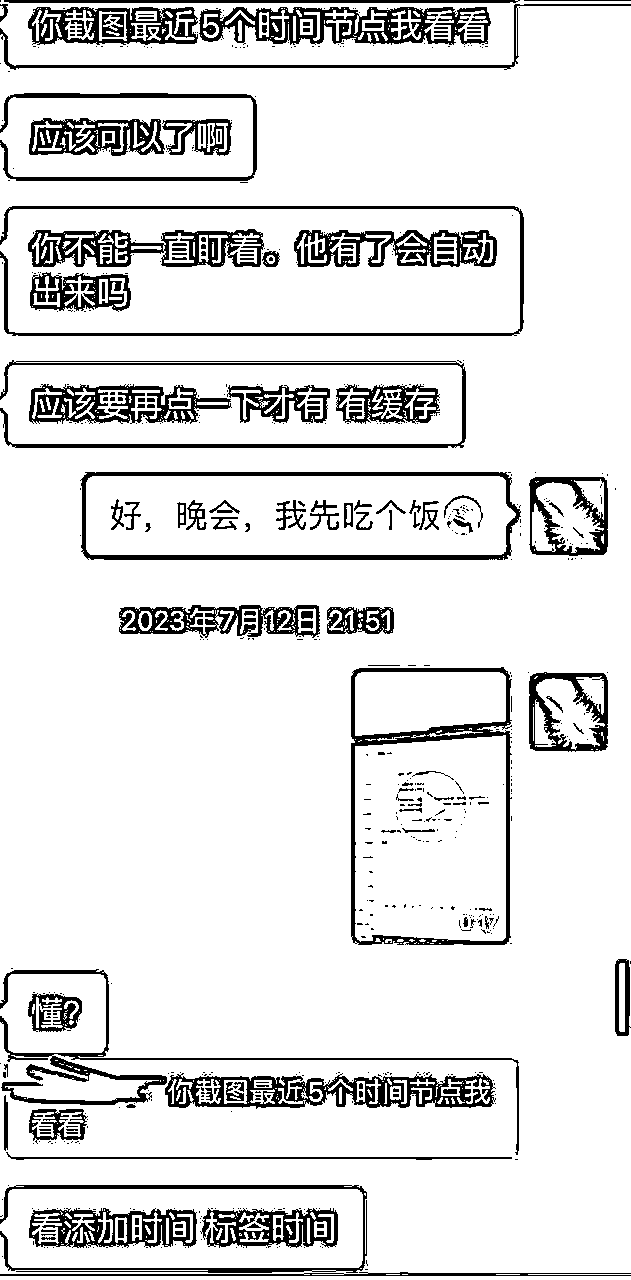 你截图最近5个时间节点我看看
应该可以了啊
你不能一直盯着。他有了会自动
出来吗
应该要再点一下才有 有缓存
好，晚会，我先吃个饭
2023年7月12日 21:51
0:17
懂?
你截图最近5个时间节点我
看看
看添加时间 标签时间